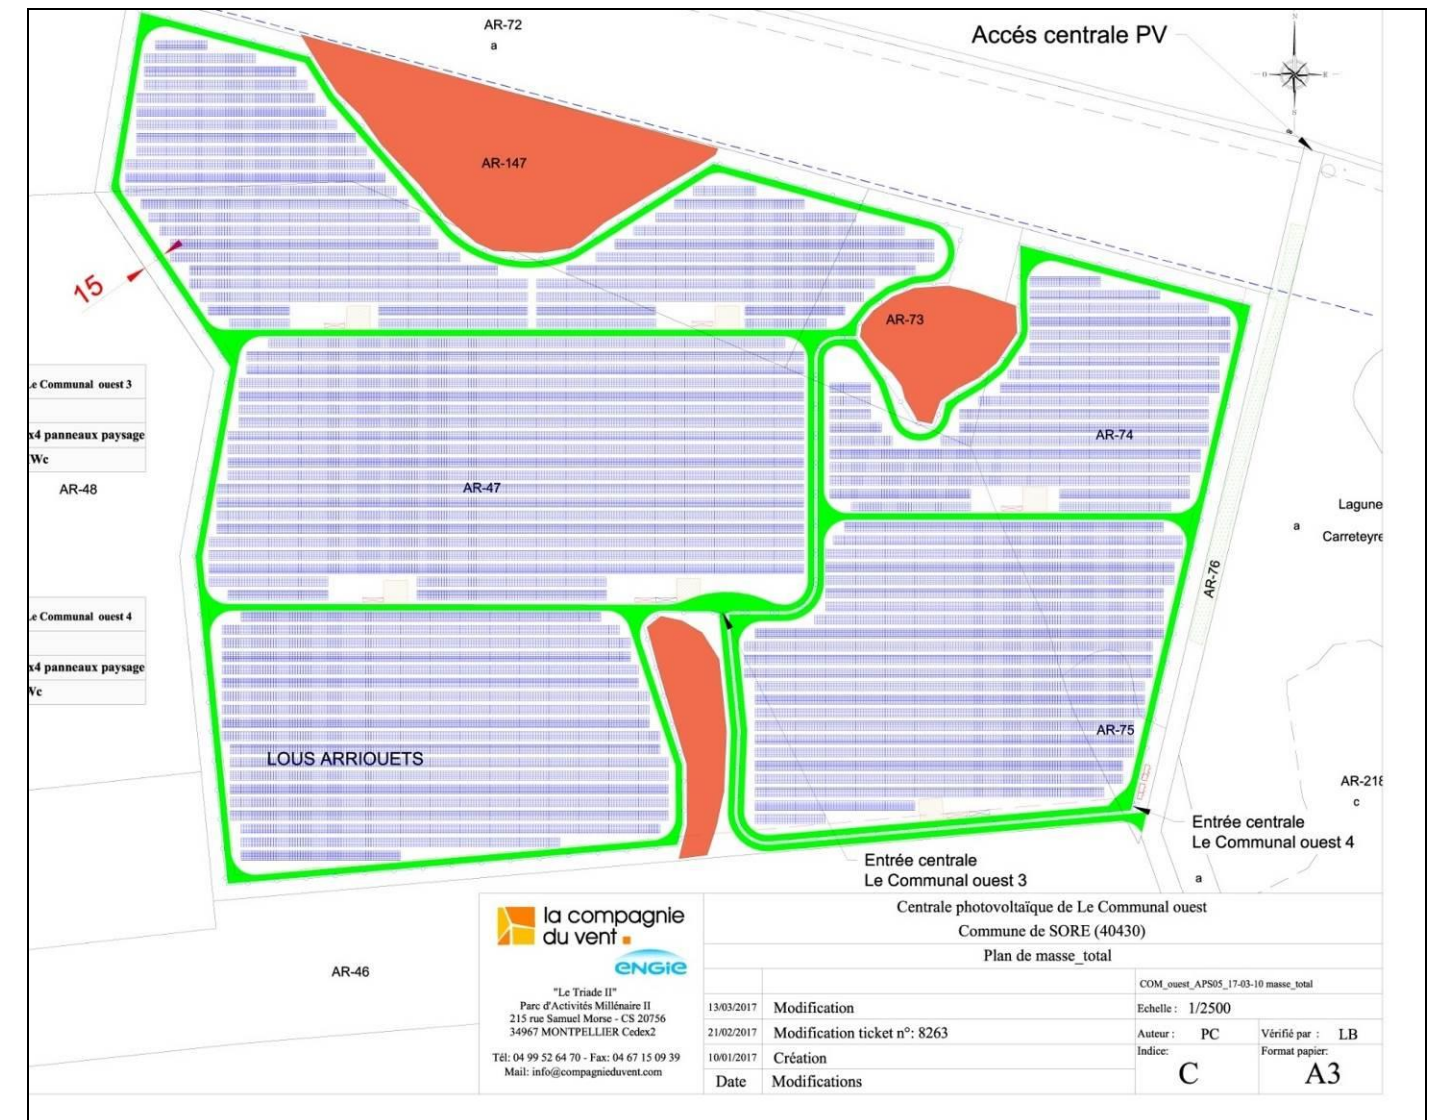 AR-72
a
Accés centrale PV
N
O
E
S
AR-147
15
AR-73
.e Communal ouest 3
x4 panneaux paysage
Wc
AR-48
AR-47
AR-74
Lagune
a
Carreteyre
AR-76
.e Communal ouest 4
x4 panneaux paysage
Wc
LOUS ARRIOUETS
AR-75
AR-218
c
Entrée centrale
Le Communal ouest 4
Entrée centrale
Le Communal ouest 3
a
AR-46
la compagnie
du vent
ENGIE
"Le Triade II"
Parc d'Activités Millénaire II
215 rue Samuel Morse - CS 20756
34967 MONTPELLIER Cedex2
Tél: 04 99 52 64 70 - Fax: 04 67 15 09 39
Mail: info@compagnieduvent.com
Centrale photovoltaïque de Le Communal ouest
Commune de SORE (40430)
Plan de masse_total
COM_ouest_APS05_17-03-10 masse_total
13/03/2017 Modification
Echelle : 1/2500
21/02/2017 Modification ticket n°: 8263
Auteur : PC
Vérifié par : LB
10/01/2017 Création
Indice: C
Format papier: A3
Date Modifications